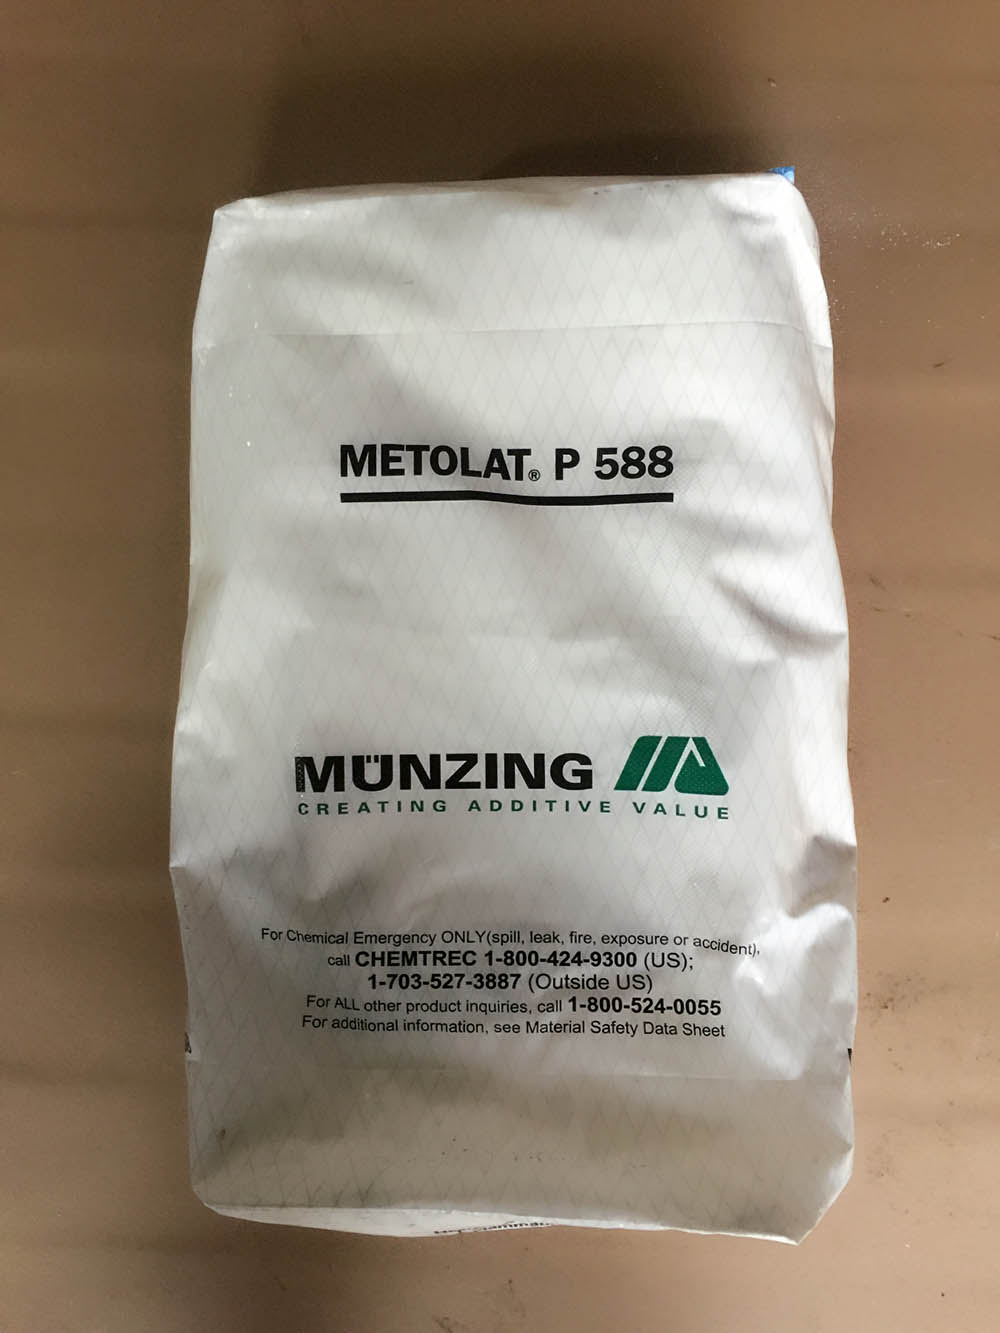 METOLAT® P 588
MÜNZING
CREATING ADDITIVE VALUE
For Chemical Emergency ONLY(spill, leak, fire, exposure or accident),
call CHEMTREC 1-800-424-9300 (US);
1-703-527-3887 (Outside US)
For ALL other product inquiries, call 1-800-524-0055
For additional information, see Material Safety Data Sheet